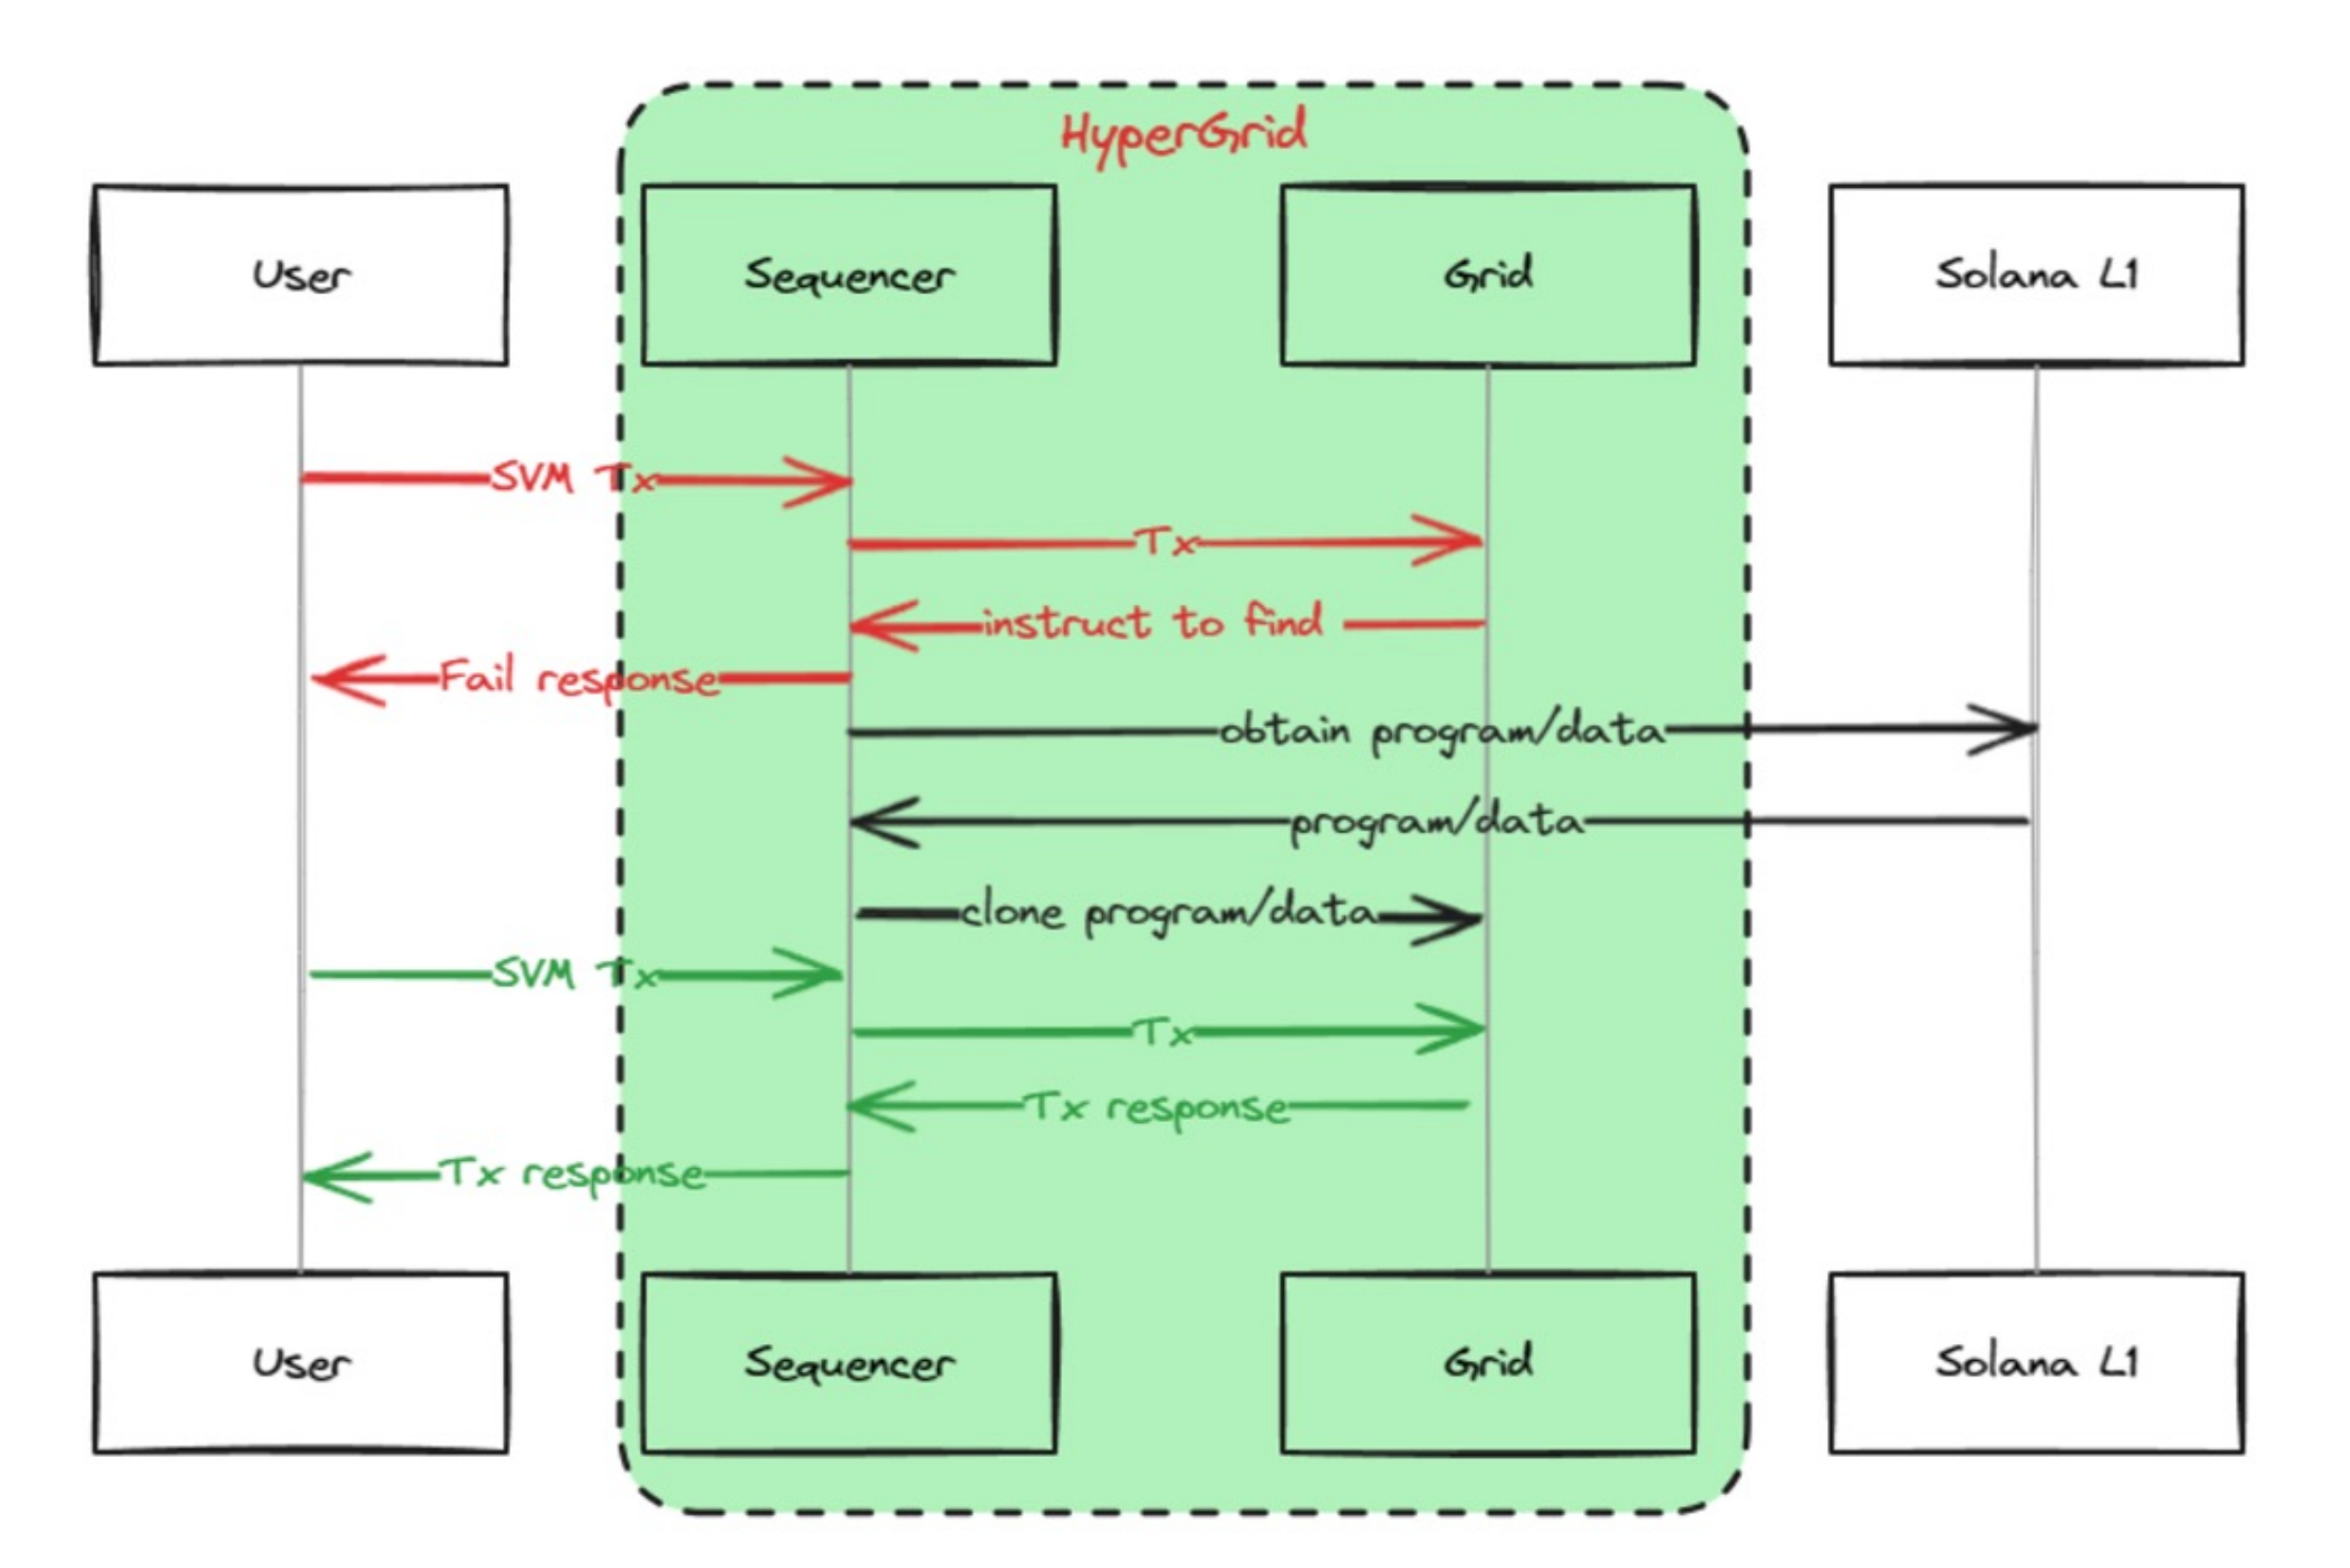 HyperGrid
User
Sequencer
Grid
Solana L1
SVM Tx
Tx
instruct to find
Fail response
obtain program/data
program/data
clone program/data
SVM Tx
Tx
Tx response
Tx response
User
Sequencer
Grid
Solana L1